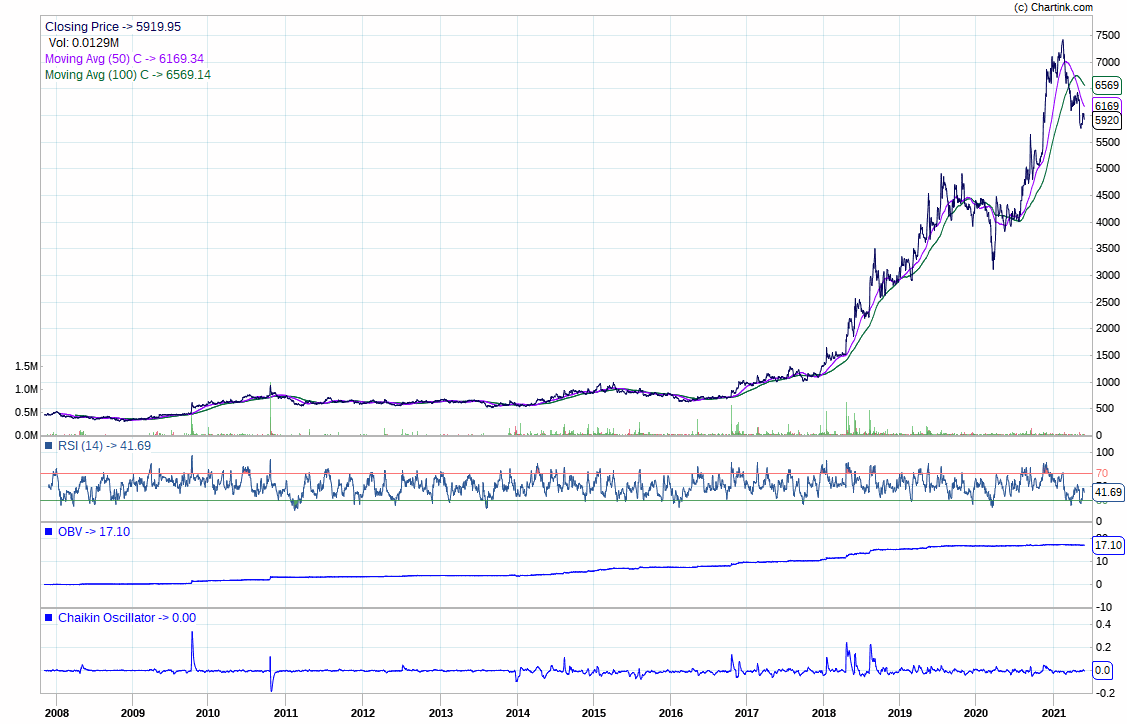 (c) Chartink.com
Closing Price -> 5919.95
Vol: 0.0129M
Moving Avg (50) C -> 6169.34
Moving Avg (100) C -> 6569.14
7500
7000
6569
6169
5920
5500
5000
4500
4000
3500
3000
2500
2000
1500
1000
500
0
1.5M
1.0M
0.5M
0.0M
RSI (14) -> 41.69
100
70
41.69
0
OBV -> 17.10
17.10
10
0
-10
Chaikin Oscillator -> 0.00
0.4
0.2
0.0
-0.2
2008 2009 2010 2011 2012 2013 2014 2015 2016 2017 2018 2019 2020 2021